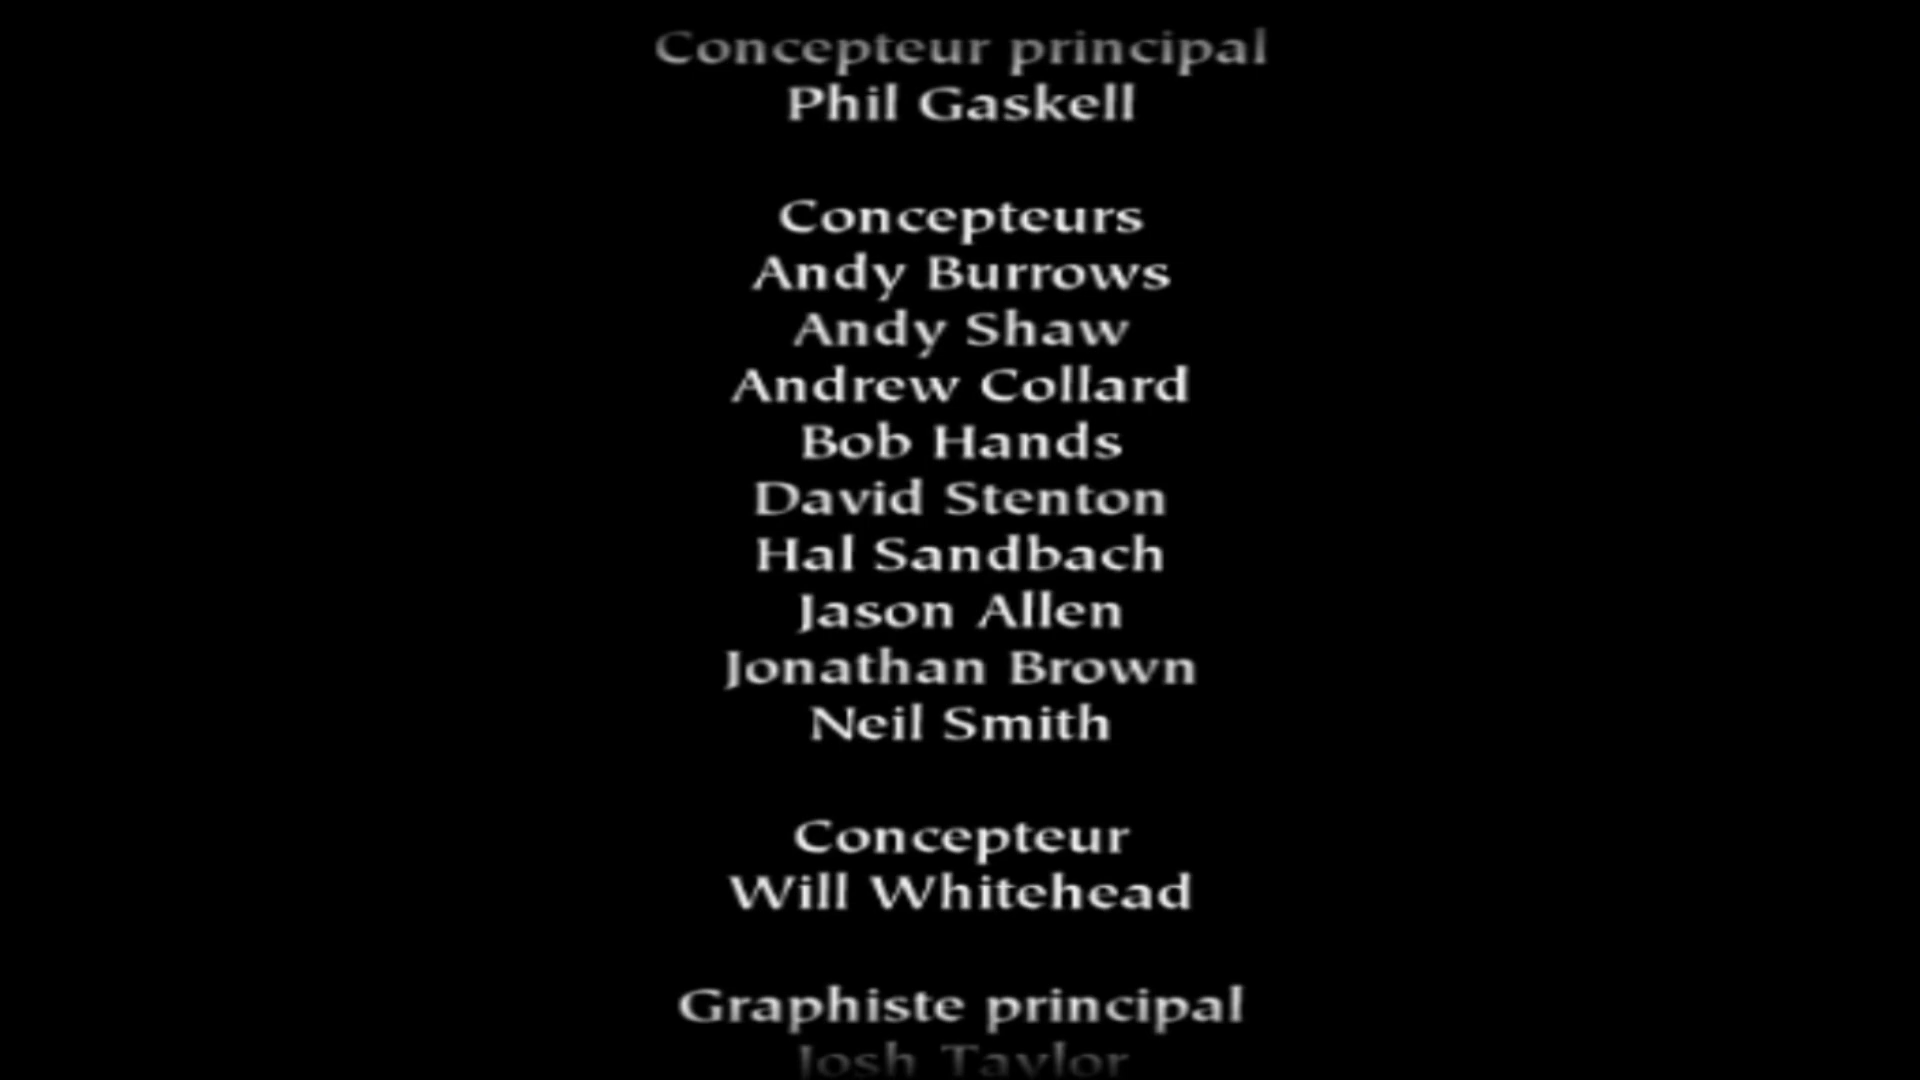 Concepteur principal
Phil Gaskell
Concepteurs
Andy Burrows
Andy Shaw
Andrew Collard
Bob Hands
David Stenton
Hal Sandbach
Jason Allen
Jonathan Brown
Neil Smith
Concepteur
Will Whitehead
Graphiste principal
Josh Taylor